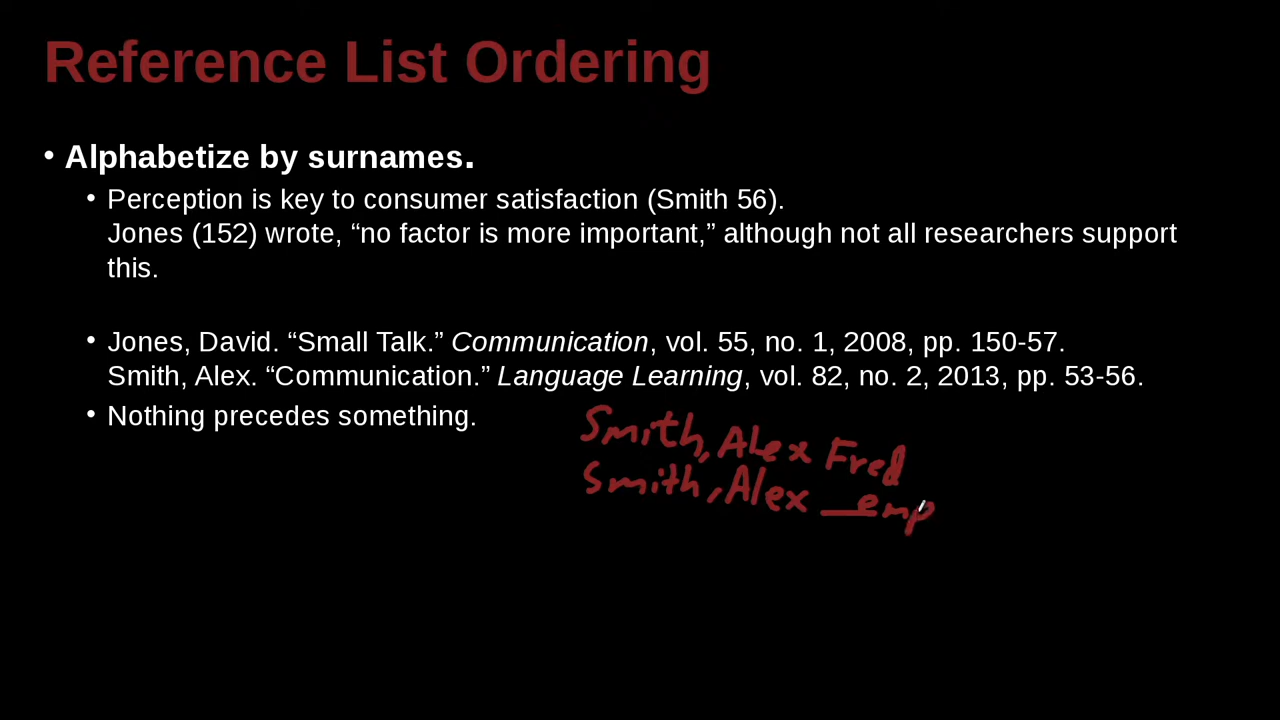 Reference List Ordering
• Alphabetize by surnames.
• Perception is key to consumer satisfaction (Smith 56).
Jones (152) wrote, “no factor is more important,” although not all researchers support
this.
• Jones, David. “Small Talk.” Communication, vol. 55, no. 1, 2008, pp. 150-57.
Smith, Alex. “Communication.” Language Learning, vol. 82, no. 2, 2013, pp. 53-56.
• Nothing precedes something.
Smith, Alex Fred
Smith, Alex __emp